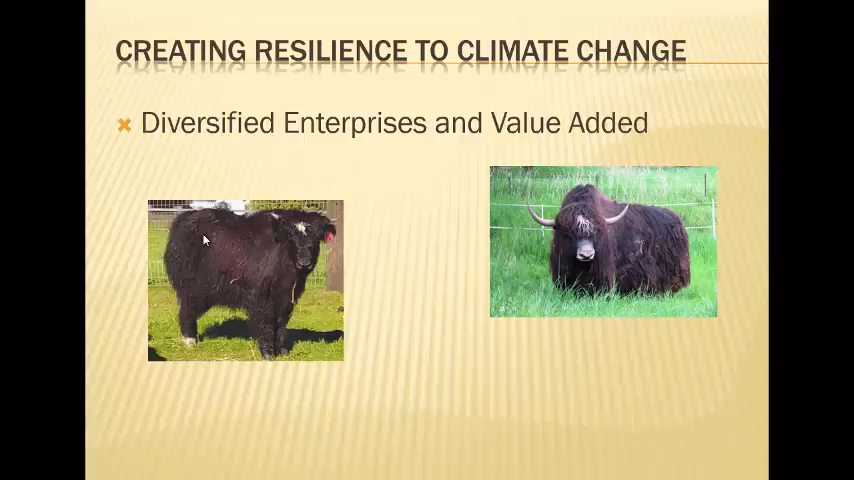 CREATING RESILIENCE TO CLIMATE CHANGE
Diversified Enterprises and Value Added